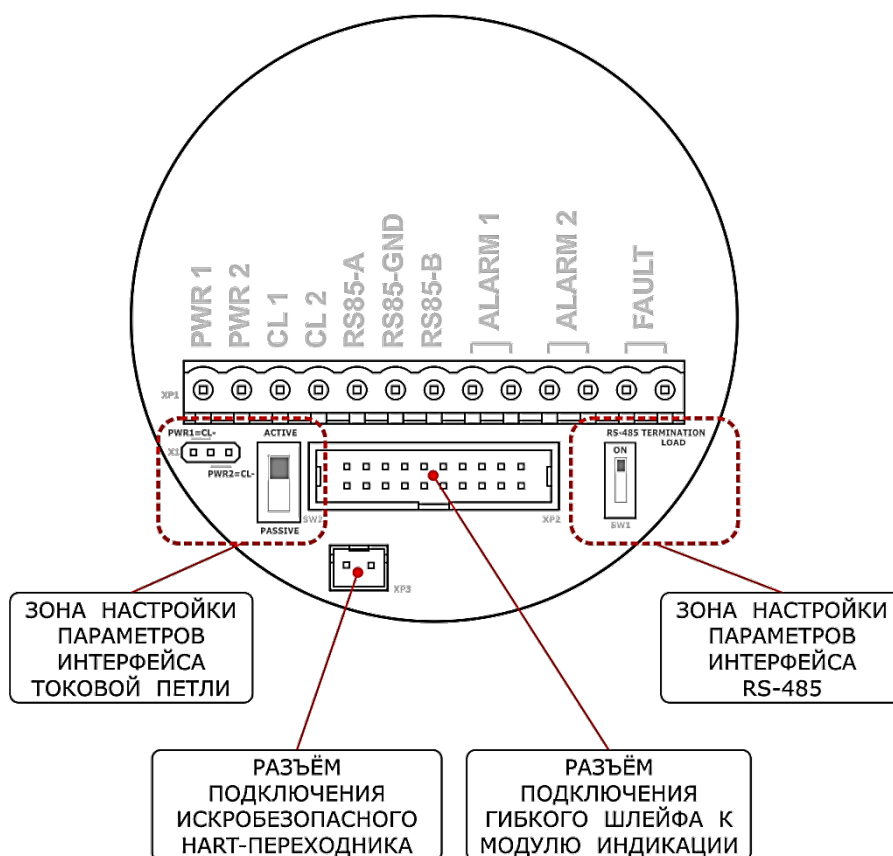 PWR 1
PWR 2
CL 1
CL 2
RS85-A
RS85-GND
RS85-B
ALARM 1
ALARM 2
FAULT
XP1
PWR1=CL-
X1
PWR2=CL-
ACTIVE
PASSIVE
SW2
XP2
RS-485 TERMINATION
LOAD
ON
SW1
XP3
ЗОНА НАСТРОЙКИ
ПАРАМЕТРОВ
ИНТЕРФЕЙСА
ТОКОВОЙ ПЕТЛИ
ЗОНА НАСТРОЙКИ
ПАРАМЕТРОВ
ИНТЕРФЕЙСА
RS-485
РАЗЪЁМ
ПОДКЛЮЧЕНИЯ
ИСКРОБЕЗОПАСНОГО
HART-ПЕРЕХОДНИКА
РАЗЪЁМ
ПОДКЛЮЧЕНИЯ
ГИБКОГО ШЛЕЙФА К
МОДУЛЮ ИНДИКАЦИИ